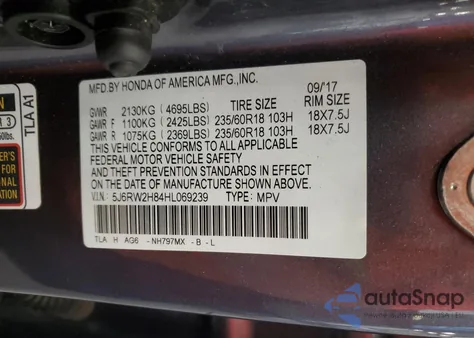 MFD.BY HONDA OF AMERICA MFG.,INC.
09/'17
GVWR 2130KG (4695LBS) TIRE SIZE RIM SIZE
GAWR F 1100KG (2425LBS) 235/60R18 103H 18X7.5J
GAWR R 1075KG (2369LBS) 235/60R18 103H 18X7.5J
THIS VEHICLE CONFORMS TO ALL APPLICABLE
FEDERAL MOTOR VEHICLE SAFETY
AND THEFT PREVENTION STANDARDS IN EFFECT
ON THE DATE OF MANUFACTURE SHOWN ABOVE.
V.I.N: 5J6RW2H84HL069239 TYPE: MPV
TLA H AG6 -NH797MX -B -L
TLA A1
autoSnap